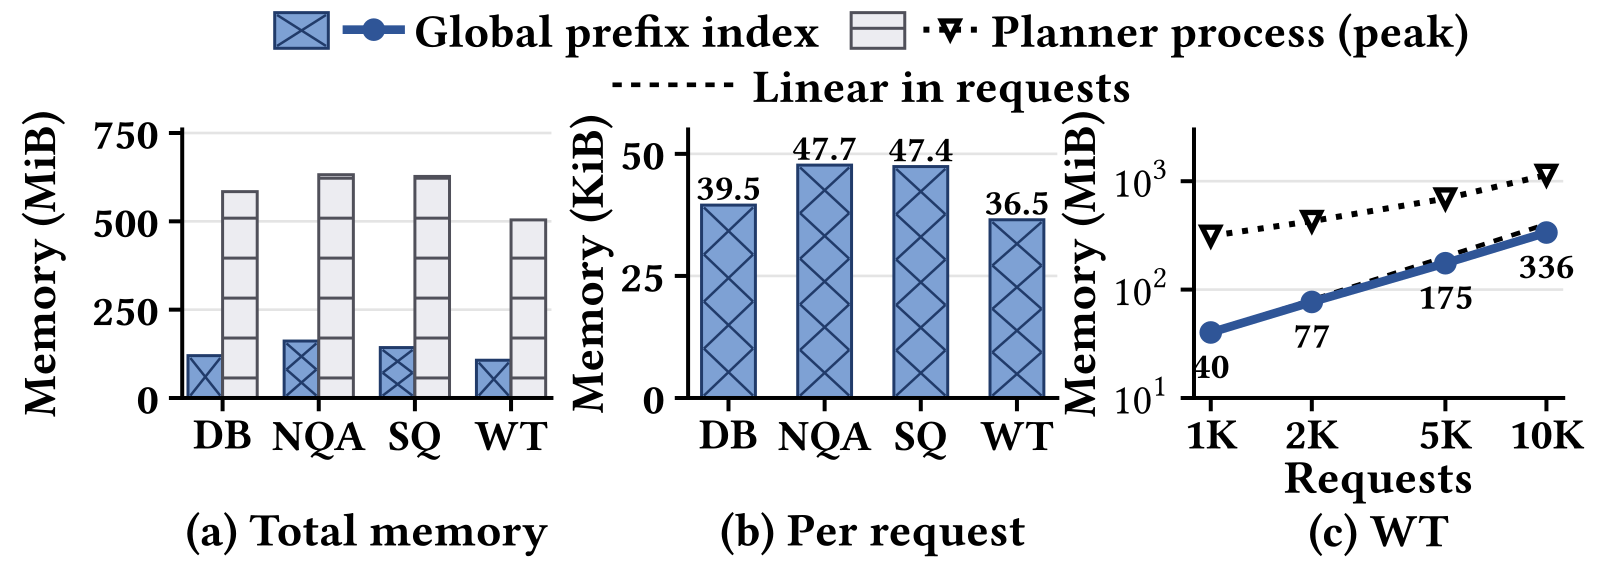 Global prefix index
Planner process (peak)
Linear in requests
Memory (MiB)
750
500
250
0
DB NQA SQ WT
(a) Total memory
Memory (KiB)
50
25
0
39.5
47.7
47.4
36.5
DB NQA SQ WT
(b) Per request
Memory (MiB)
10³
10²
10¹
40
77
175
336
1K 2K 5K 10K
Requests
(c) WT